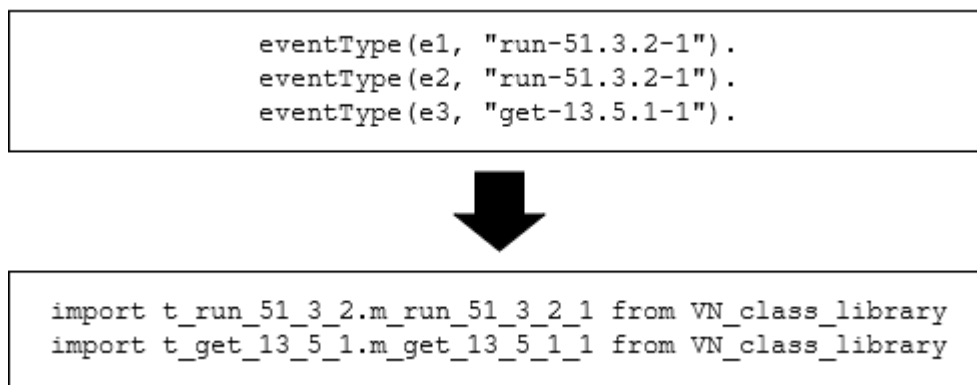 eventType(e1, "run-51.3.2-1").
eventType(e2, "run-51.3.2-1").
eventType(e3, "get-13.5.1-1").
import t_run_51_3_2.m_run_51_3_2_1 from VN_class_library
import t_get_13_5_1.m_get_13_5_1_1 from VN_class_library